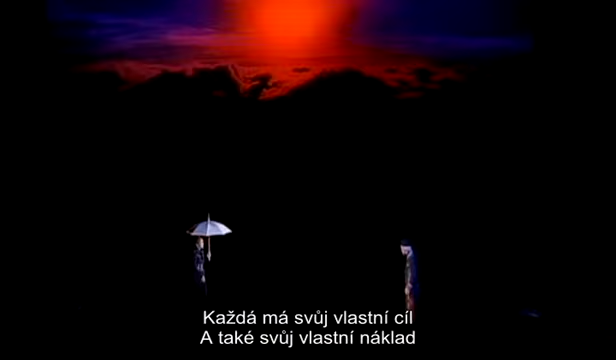 Každá má svůj vlastní cíl
A také svůj vlastní náklad